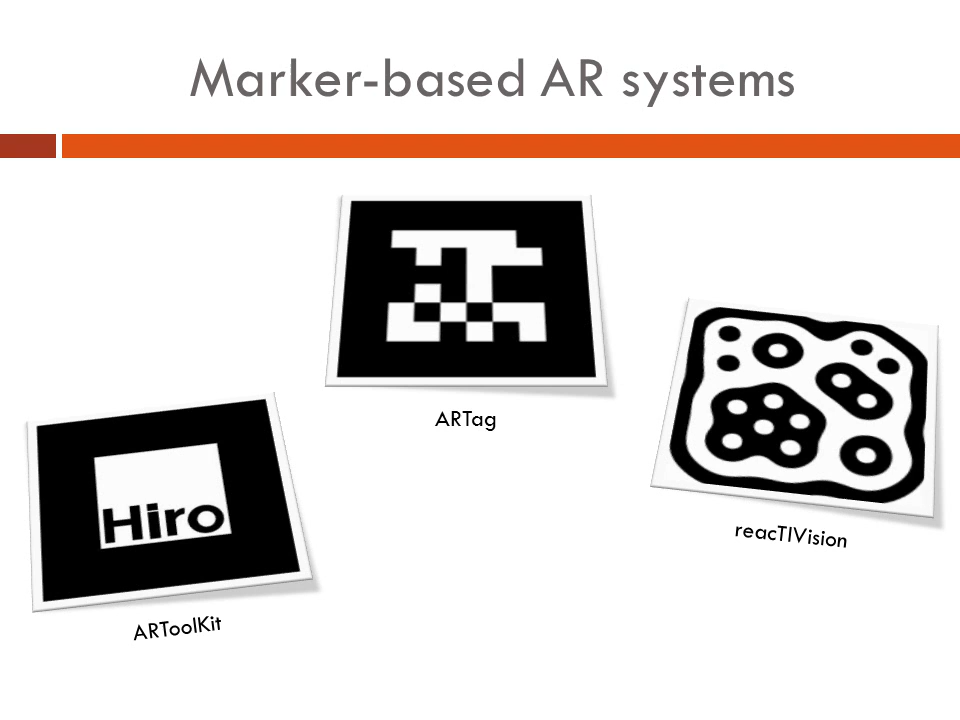 Marker-based AR systems
ARTag
Hiro
reacTIVision
ARToolKit